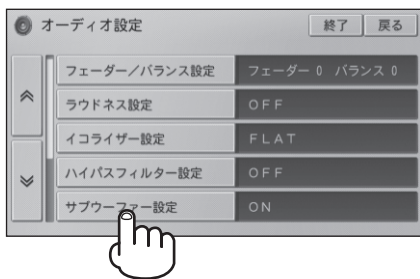 オーディオ設定
終了 戻る
フェーダー／バランス設定 フェーダー 0 バランス 0
ラウドネス設定 OFF
イコライザー設定 FLAT
ハイパスフィルター設定 OFF
サブウーファー設定 ON